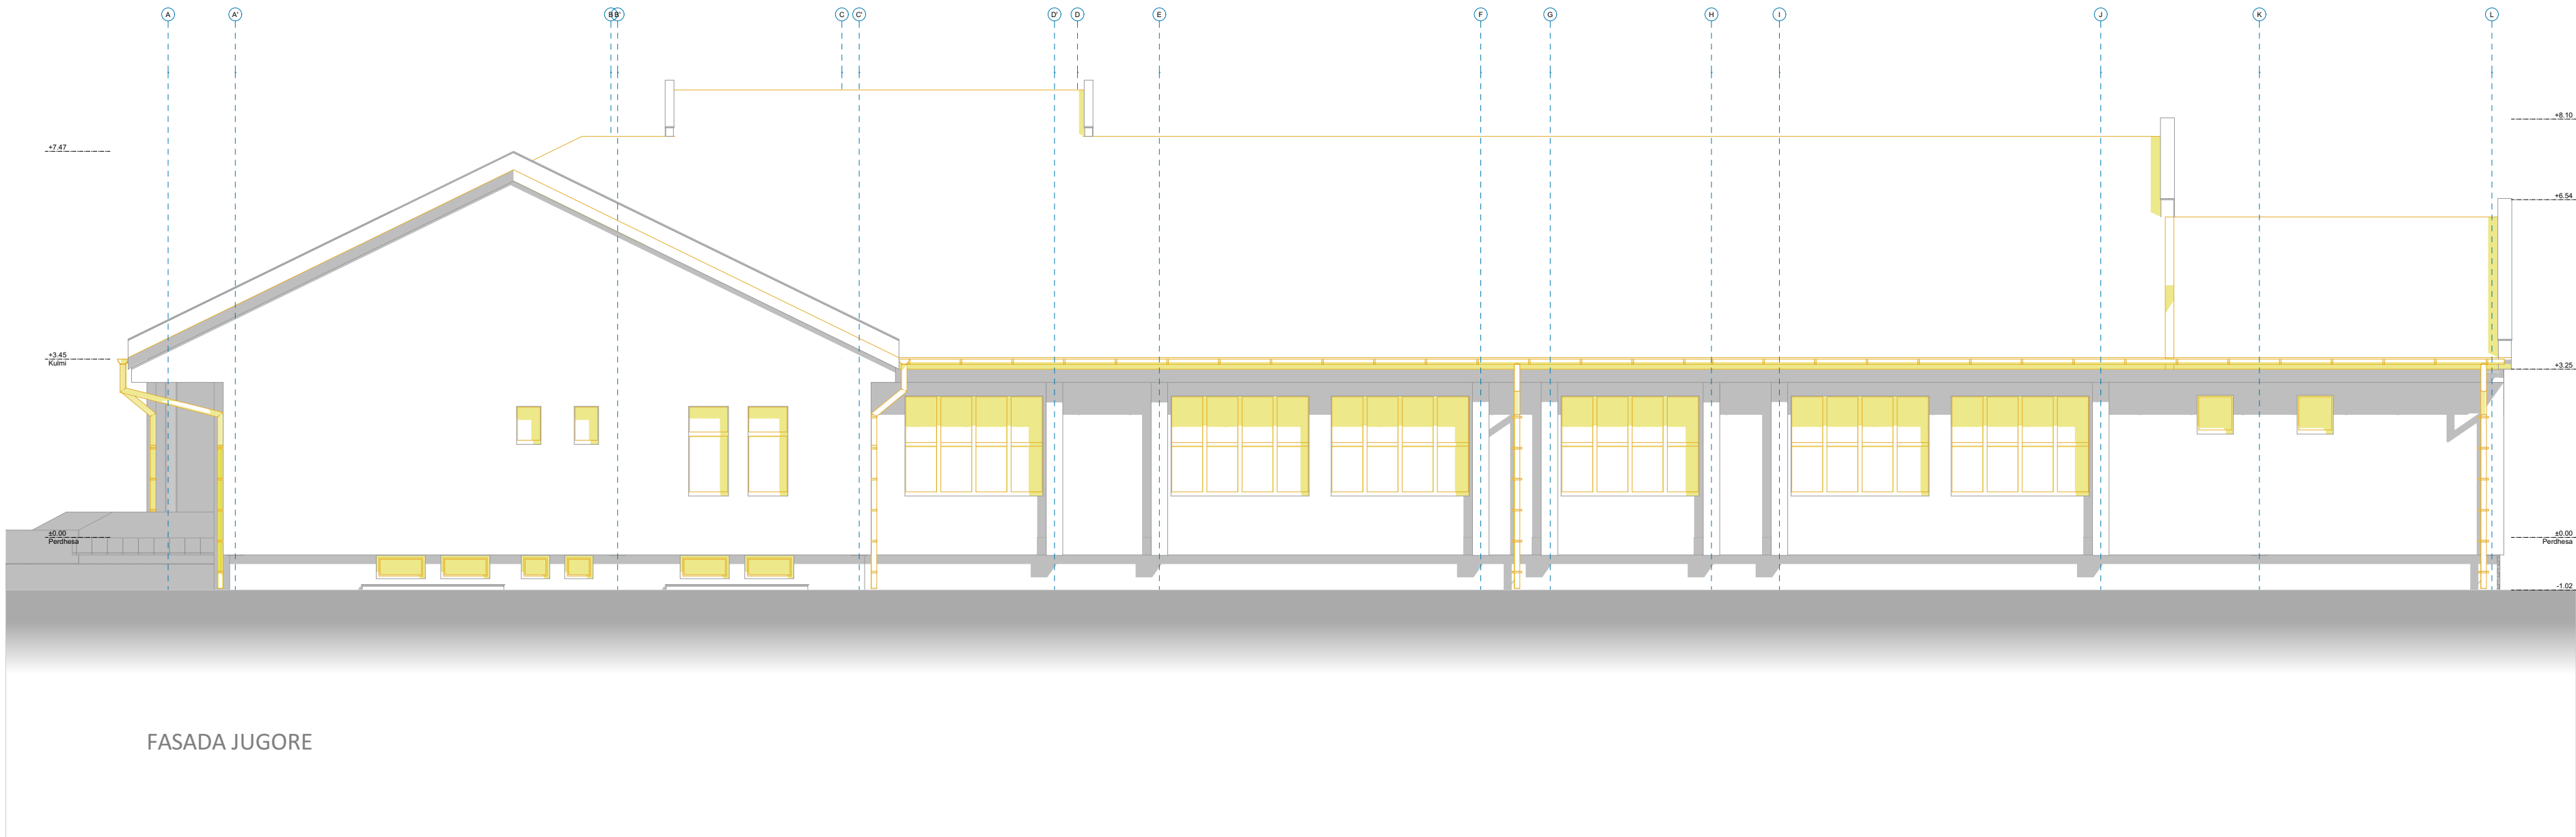 A A' B B' C C' D' D E F G H I J K L
+8.10
+7.47
+6.54
+3.45
Kulmi
+3.25
±0.00
Perdhesa
±0.00
Perdhesa
-1.02
FASADA JUGORE